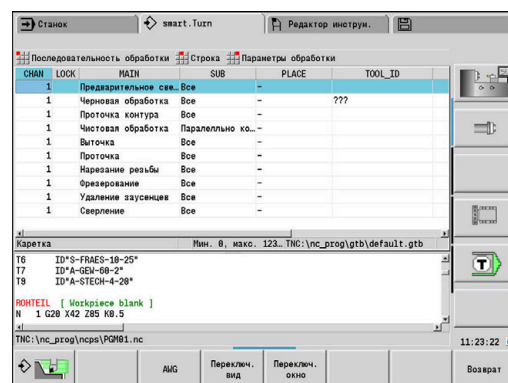 Станок smart.Turn Редактор инструм.
Последовательность обработки Строка Параметры обработки
CHAN LOCK MAIN SUB PLACE TOOL_ID
1 Предварительное све… Все –
1 Черновая обработка Все – ???
1 Проточка контура Все –
1 Чистовая обработка Паралелльно ко… –
1 Выточка Все –
1 Проточка Все –
1 Нарезание резьбы Все –
1 Фрезерование Все –
1 Удаление заусенцев Все –
1 Сверление Все –
Каретка Мин. 0, макс. 123… TNC:\nc_prog\gtb\default.gtb
T6 ID"S-FRAES-10-25"
T7 ID"A-GEW-60-2"
T9 ID"A-STECH-4-20"
ROHTEIL [ Workpiece blank ]
N 1 G20 X42 Z85 K0.5
TNC:\nc_prog\ncps\PGM01.nc
T
11:23:22
AWG Переключ. вид Переключ. окно Возврат